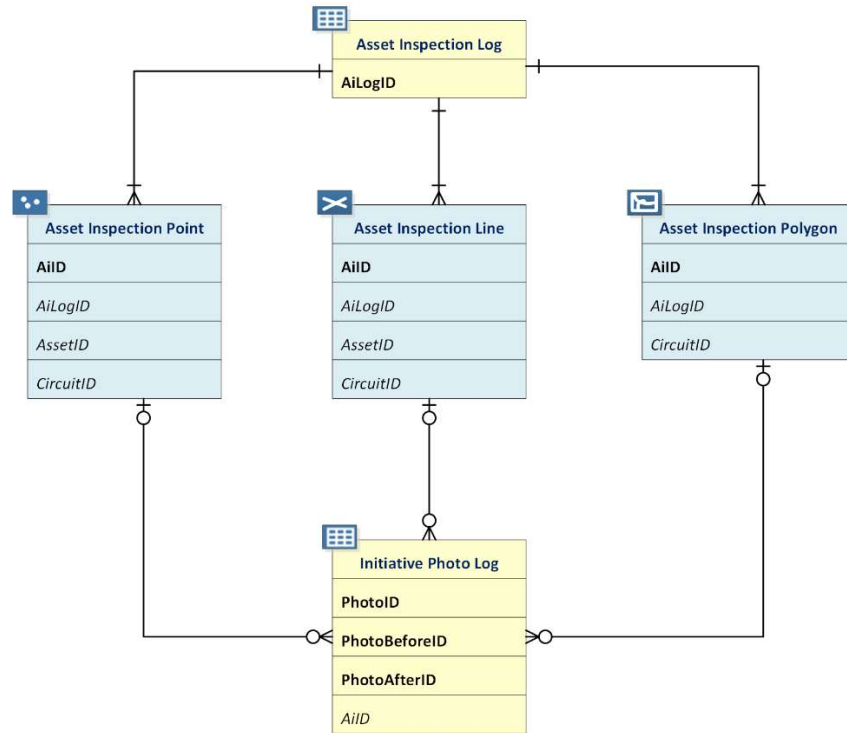 Asset Inspection Log
AiLogID
Asset Inspection Point
AiID
AiLogID
AssetID
CircuitID
Asset Inspection Line
AiID
AiLogID
AssetID
CircuitID
Asset Inspection Polygon
AiID
AiLogID
CircuitID
Initiative Photo Log
PhotoID
PhotoBeforeID
PhotoAfterID
AiID